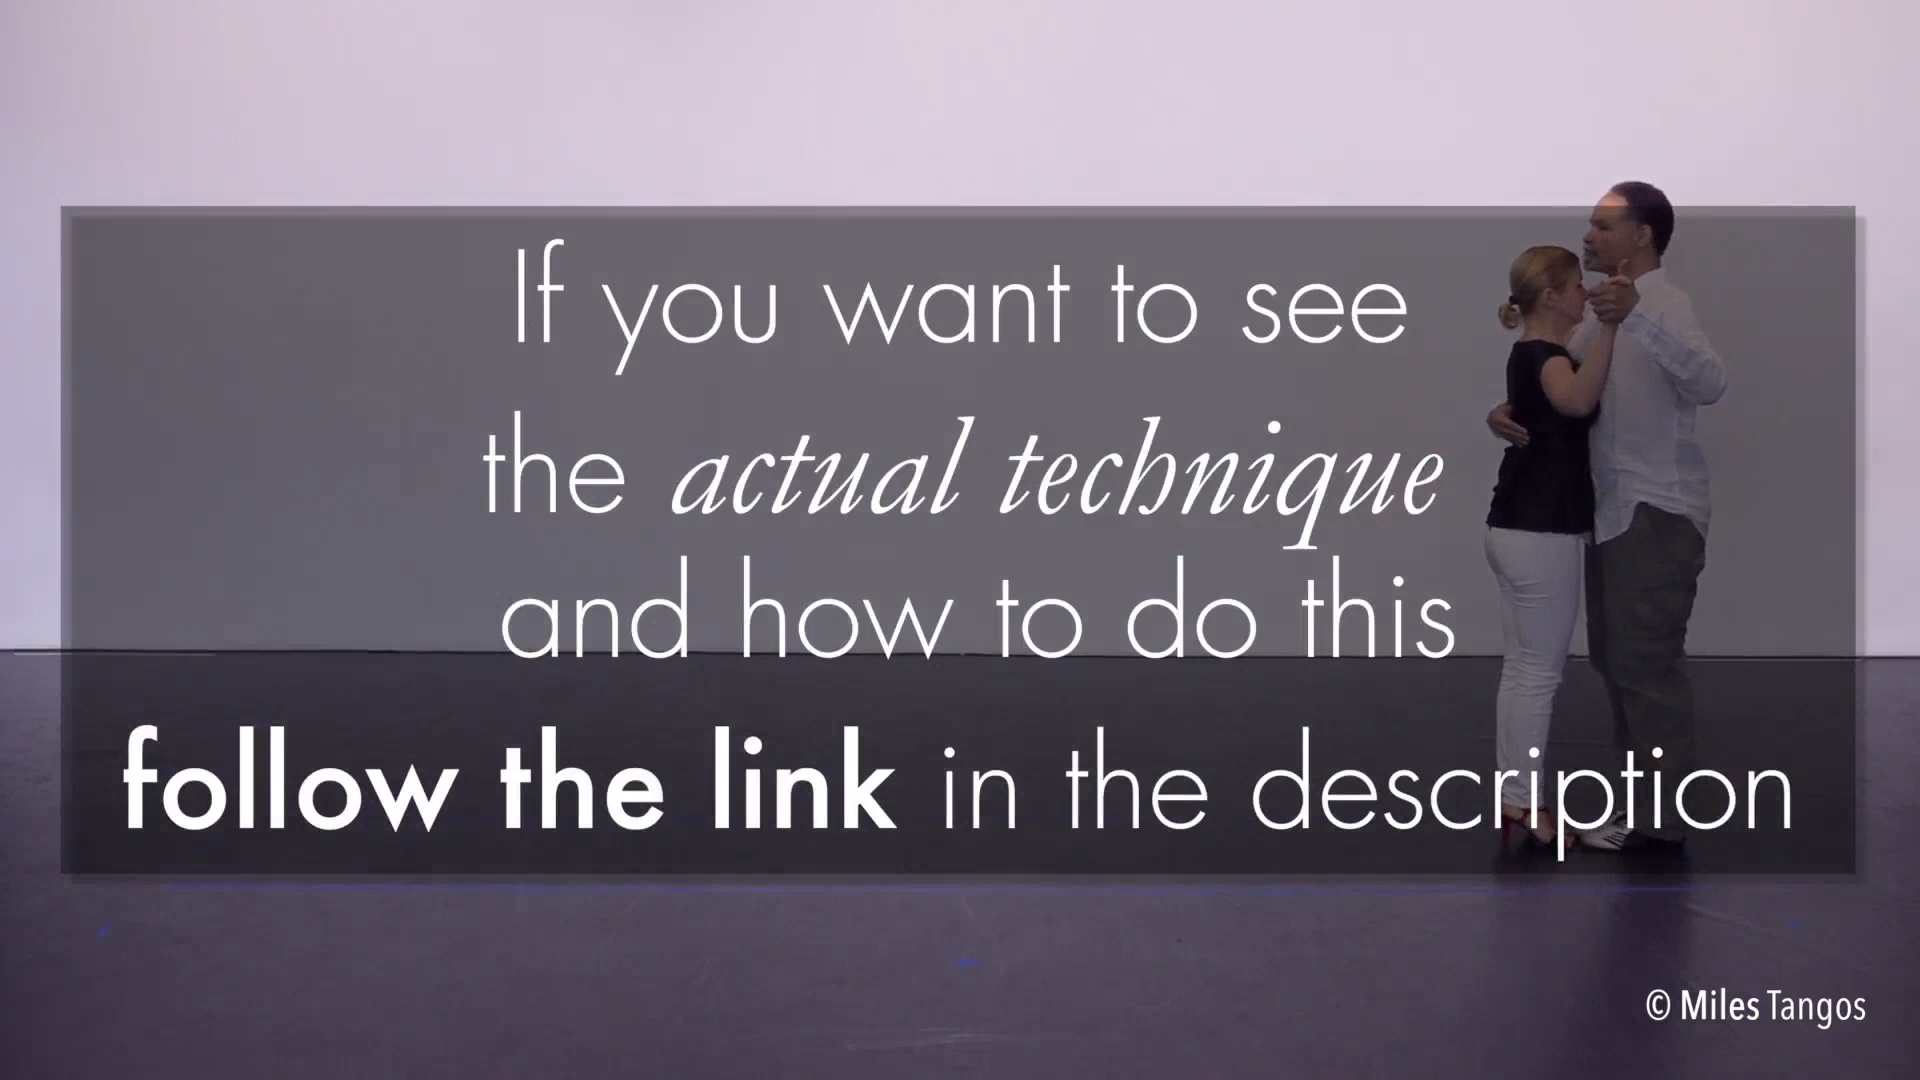 If you want to see
the actual technique
and how to do this
follow the link in the description
© Miles Tangos